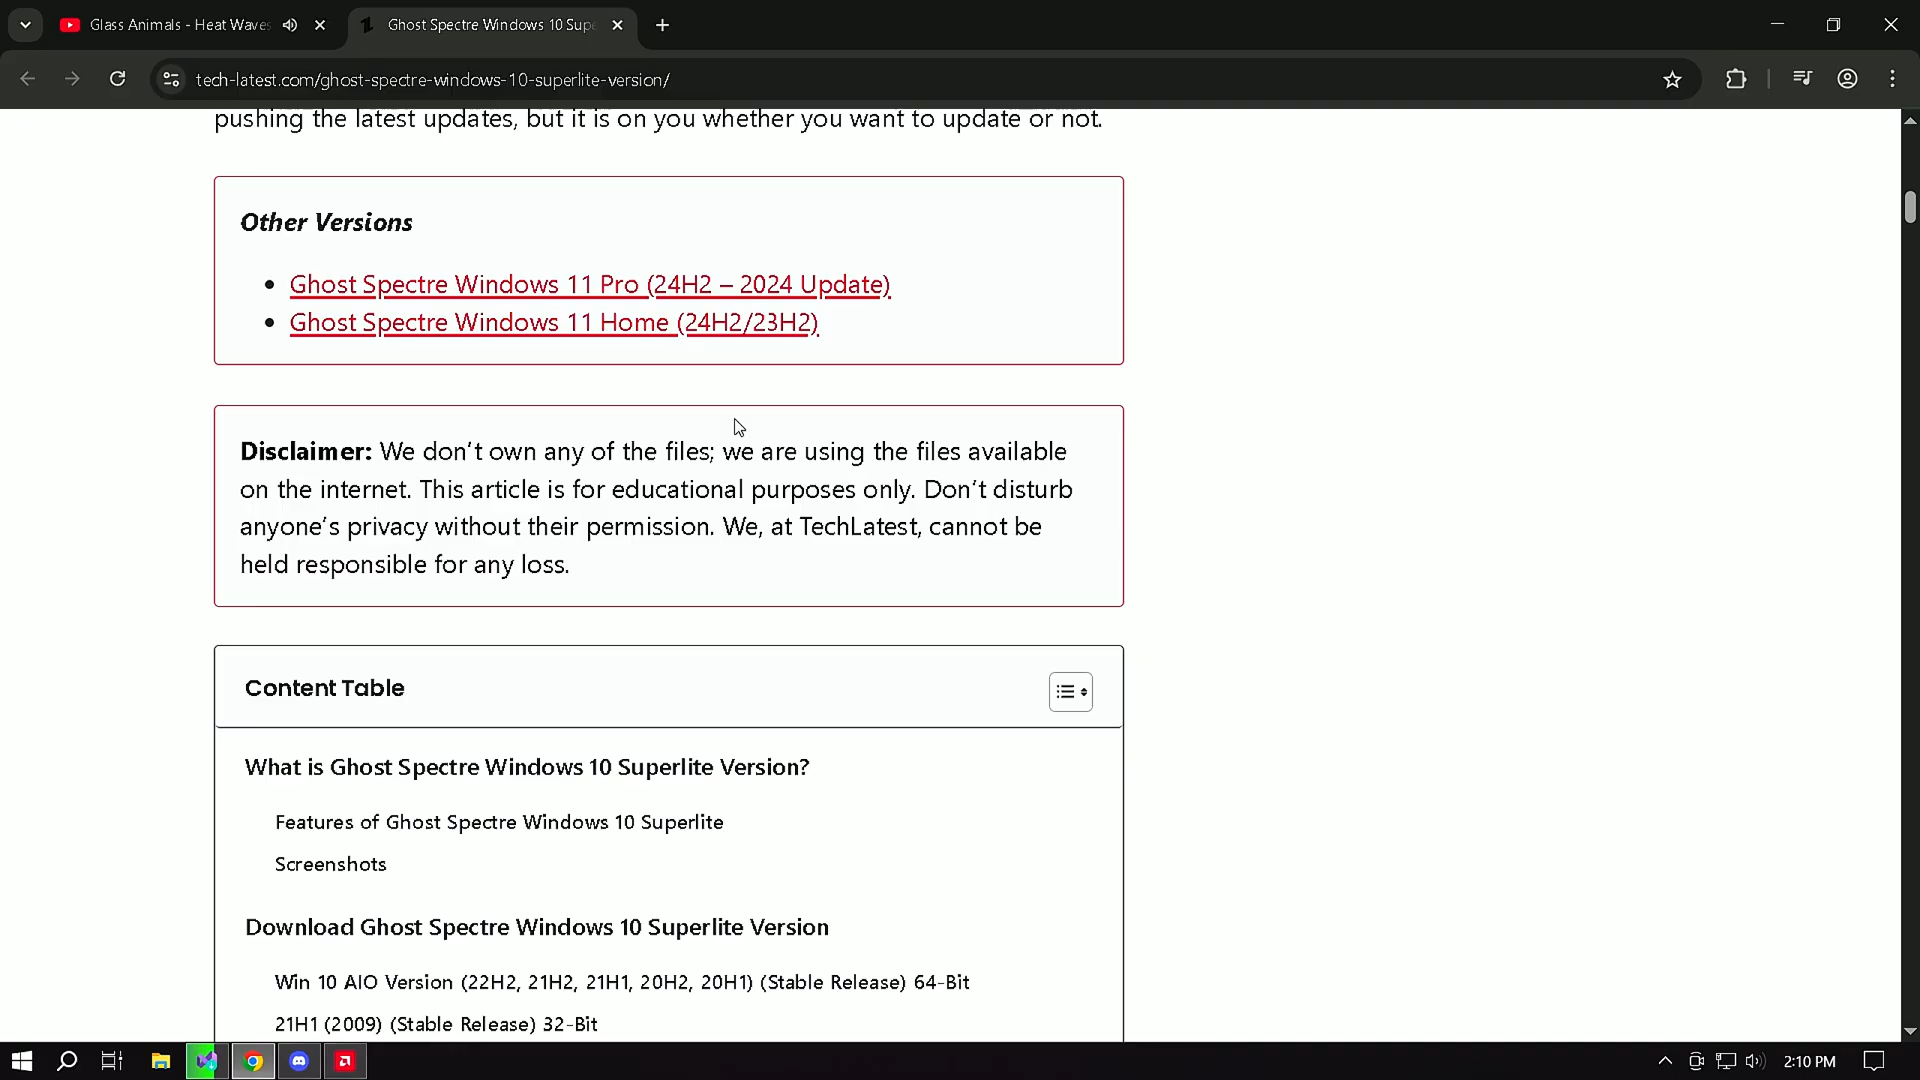 Glass Animals - Heat Waves
Ghost Spectre Windows 10 Supe
tech-latest.com/ghost-spectre-windows-10-superlite-version/
pushing the latest updates, but it is on you whether you want to update or not.
Other Versions
Ghost Spectre Windows 11 Pro (24H2 – 2024 Update)
Ghost Spectre Windows 11 Home (24H2/23H2)
Disclaimer: We don’t own any of the files; we are using the files available
on the internet. This article is for educational purposes only. Don’t disturb
anyone’s privacy without their permission. We, at TechLatest, cannot be
held responsible for any loss.
Content Table
What is Ghost Spectre Windows 10 Superlite Version?
Features of Ghost Spectre Windows 10 Superlite
Screenshots
Download Ghost Spectre Windows 10 Superlite Version
Win 10 AIO Version (22H2, 21H2, 21H1, 20H2, 20H1) (Stable Release) 64-Bit
21H1 (2009) (Stable Release) 32-Bit
2:10 PM